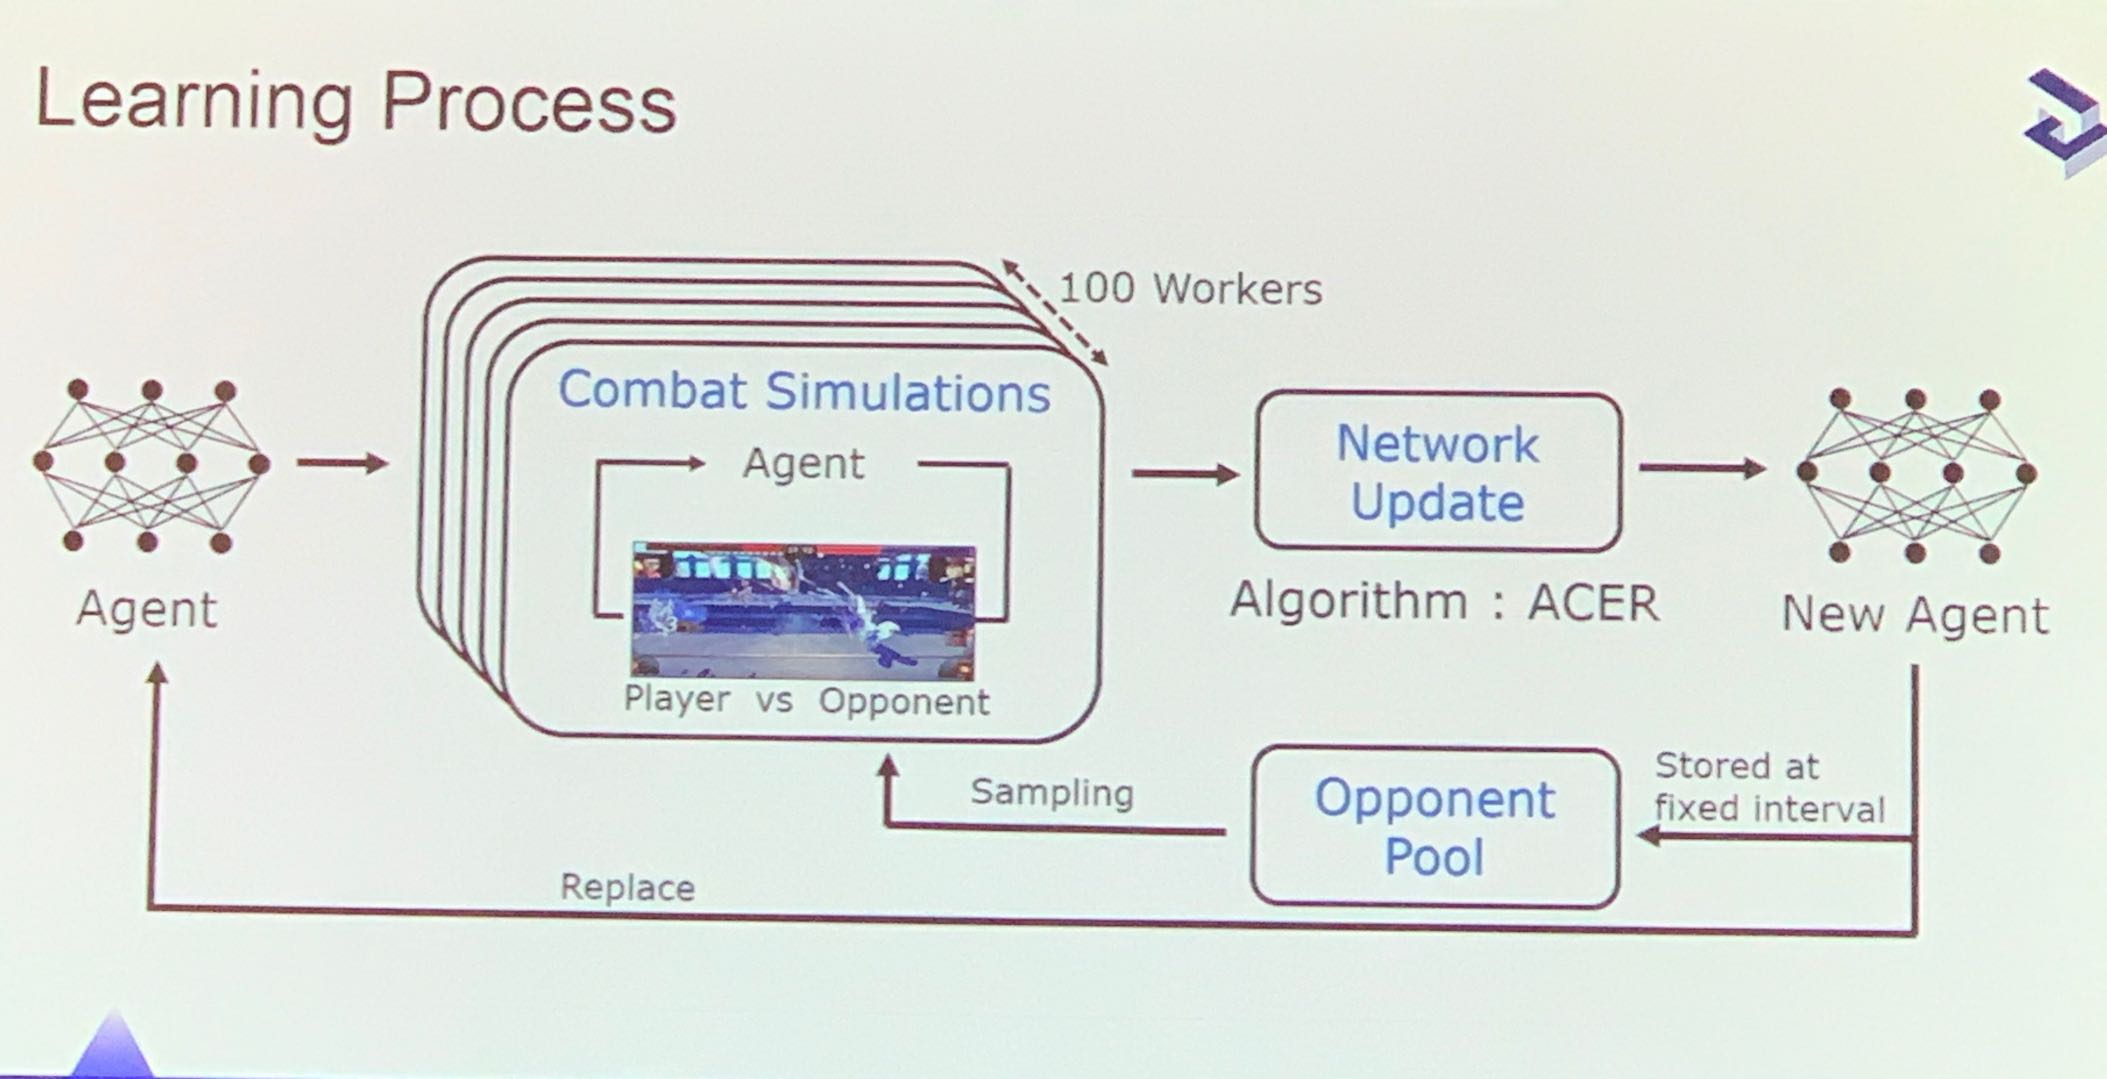 Learning Process
100 Workers
Combat Simulations
Agent
Player vs Opponent
Agent
Network
Update
Algorithm : ACER
New Agent
Stored at
fixed interval
Opponent
Pool
Sampling
Replace